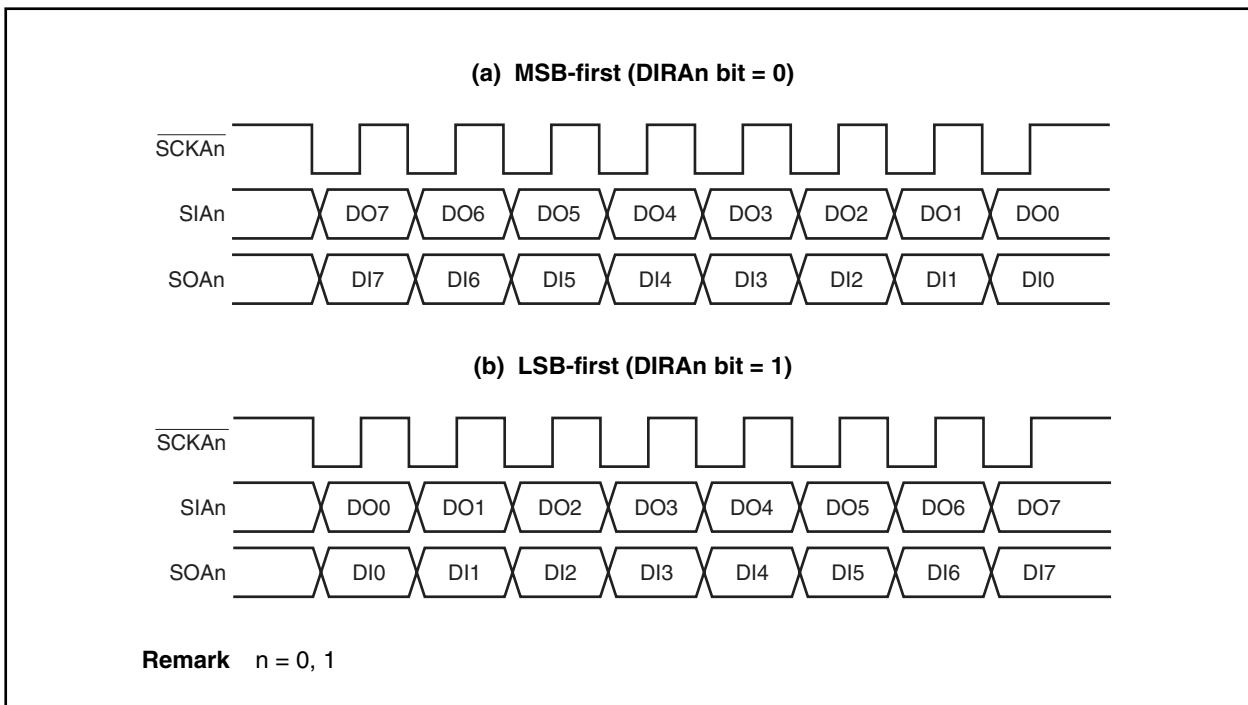 (a) MSB-first (DIRAn bit = 0)
SCKAn
SIAn DO7 DO6 DO5 DO4 DO3 DO2 DO1 DO0
SOAn DI7 DI6 DI5 DI4 DI3 DI2 DI1 DI0
(b) LSB-first (DIRAn bit = 1)
SCKAn
SIAn DO0 DO1 DO2 DO3 DO4 DO5 DO6 DO7
SOAn DI0 DI1 DI2 DI3 DI4 DI5 DI6 DI7
Remark n = 0, 1